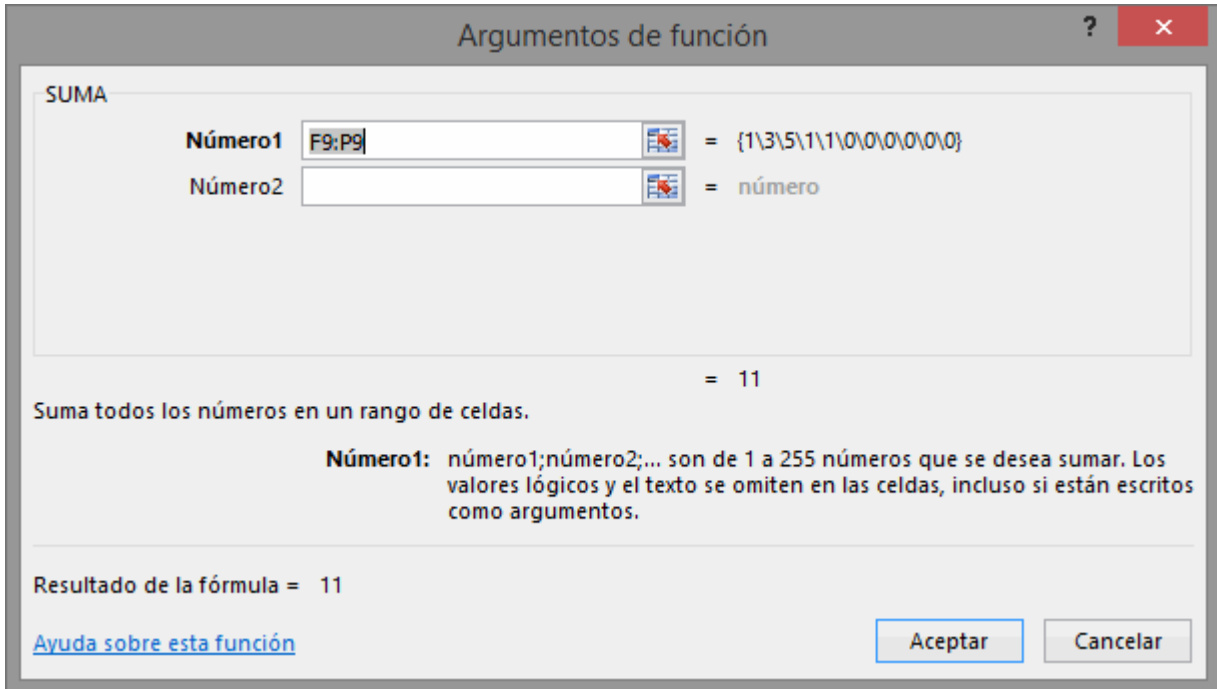 Argumentos de función
?
SUMA
Número1 F9:P9 = {1\3\5\1\1\0\0\0\0\0\0}
Número2 = número
= 11
Suma todos los números en un rango de celdas.
Número1: número1;número2;... son de 1 a 255 números que se desea sumar. Los
valores lógicos y el texto se omiten en las celdas, incluso si están escritos
como argumentos.
Resultado de la fórmula = 11
Ayuda sobre esta función
Aceptar Cancelar